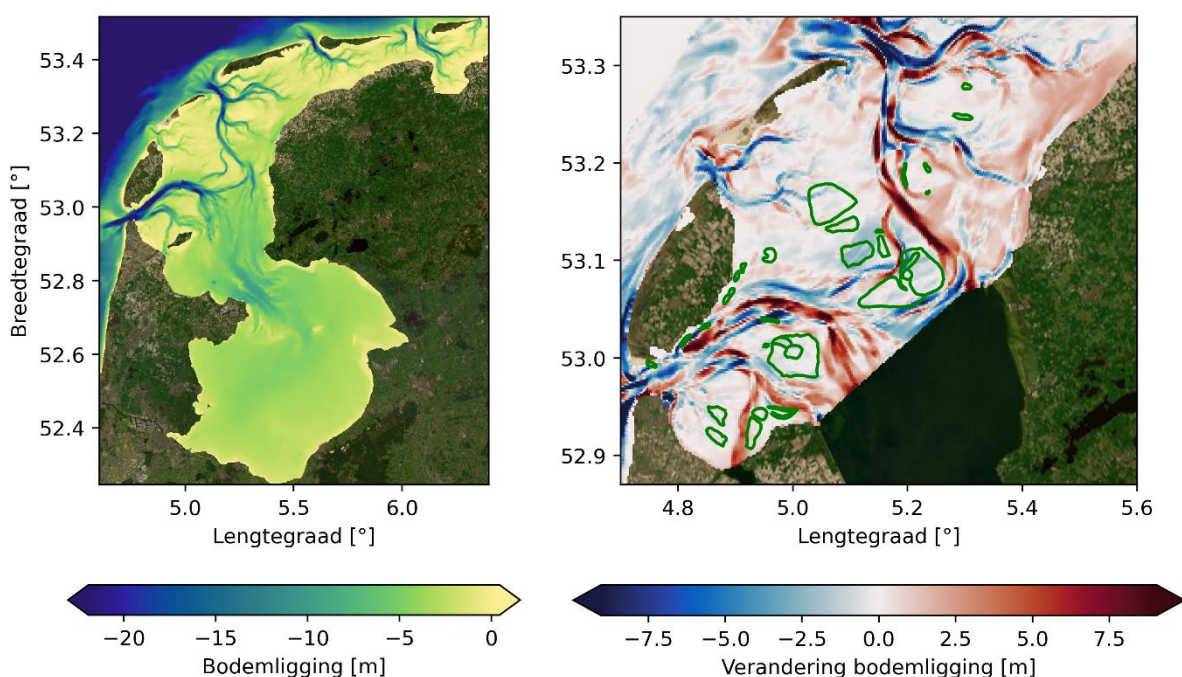 53.4
53.2
53.0
52.8
52.6
52.4
Breedtegraad [°]
5.0 5.5 6.0
Lengtegraad [°]
−20 −15 −10 −5 0
Bodemligging [m]
53.3
53.2
53.1
53.0
52.9
4.8 5.0 5.2 5.4 5.6
Lengtegraad [°]
−7.5 −5.0 −2.5 0.0 2.5 5.0 7.5
Verandering bodemligging [m]